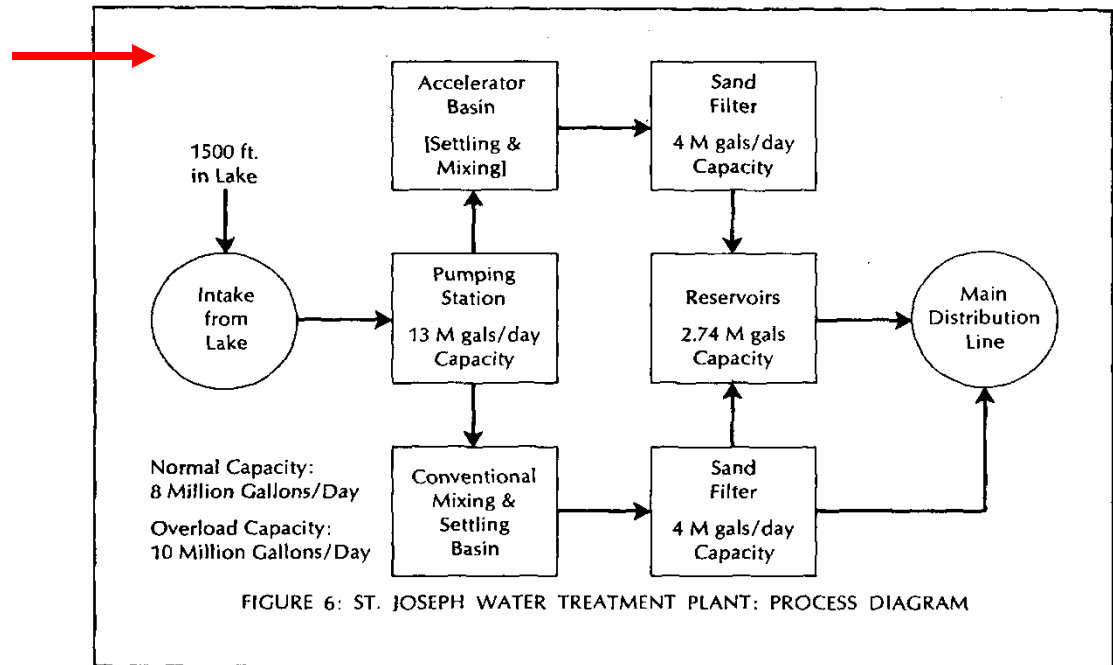 1500 ft.
in Lake
Intake
from
Lake
Accelerator
Basin
[Settling &
Mixing]
Sand
Filter
4 M gals/day
Capacity
Pumping
Station
13 M gals/day
Capacity
Reservoirs
2.74 M gals
Capacity
Main
Distribution
Line
Normal Capacity:
8 Million Gallons/Day
Overload Capacity:
10 Million Gallons/Day
Conventional
Mixing &
Settling
Basin
Sand
Filter
4 M gals/day
Capacity
FIGURE 6: ST. JOSEPH WATER TREATMENT PLANT: PROCESS DIAGRAM